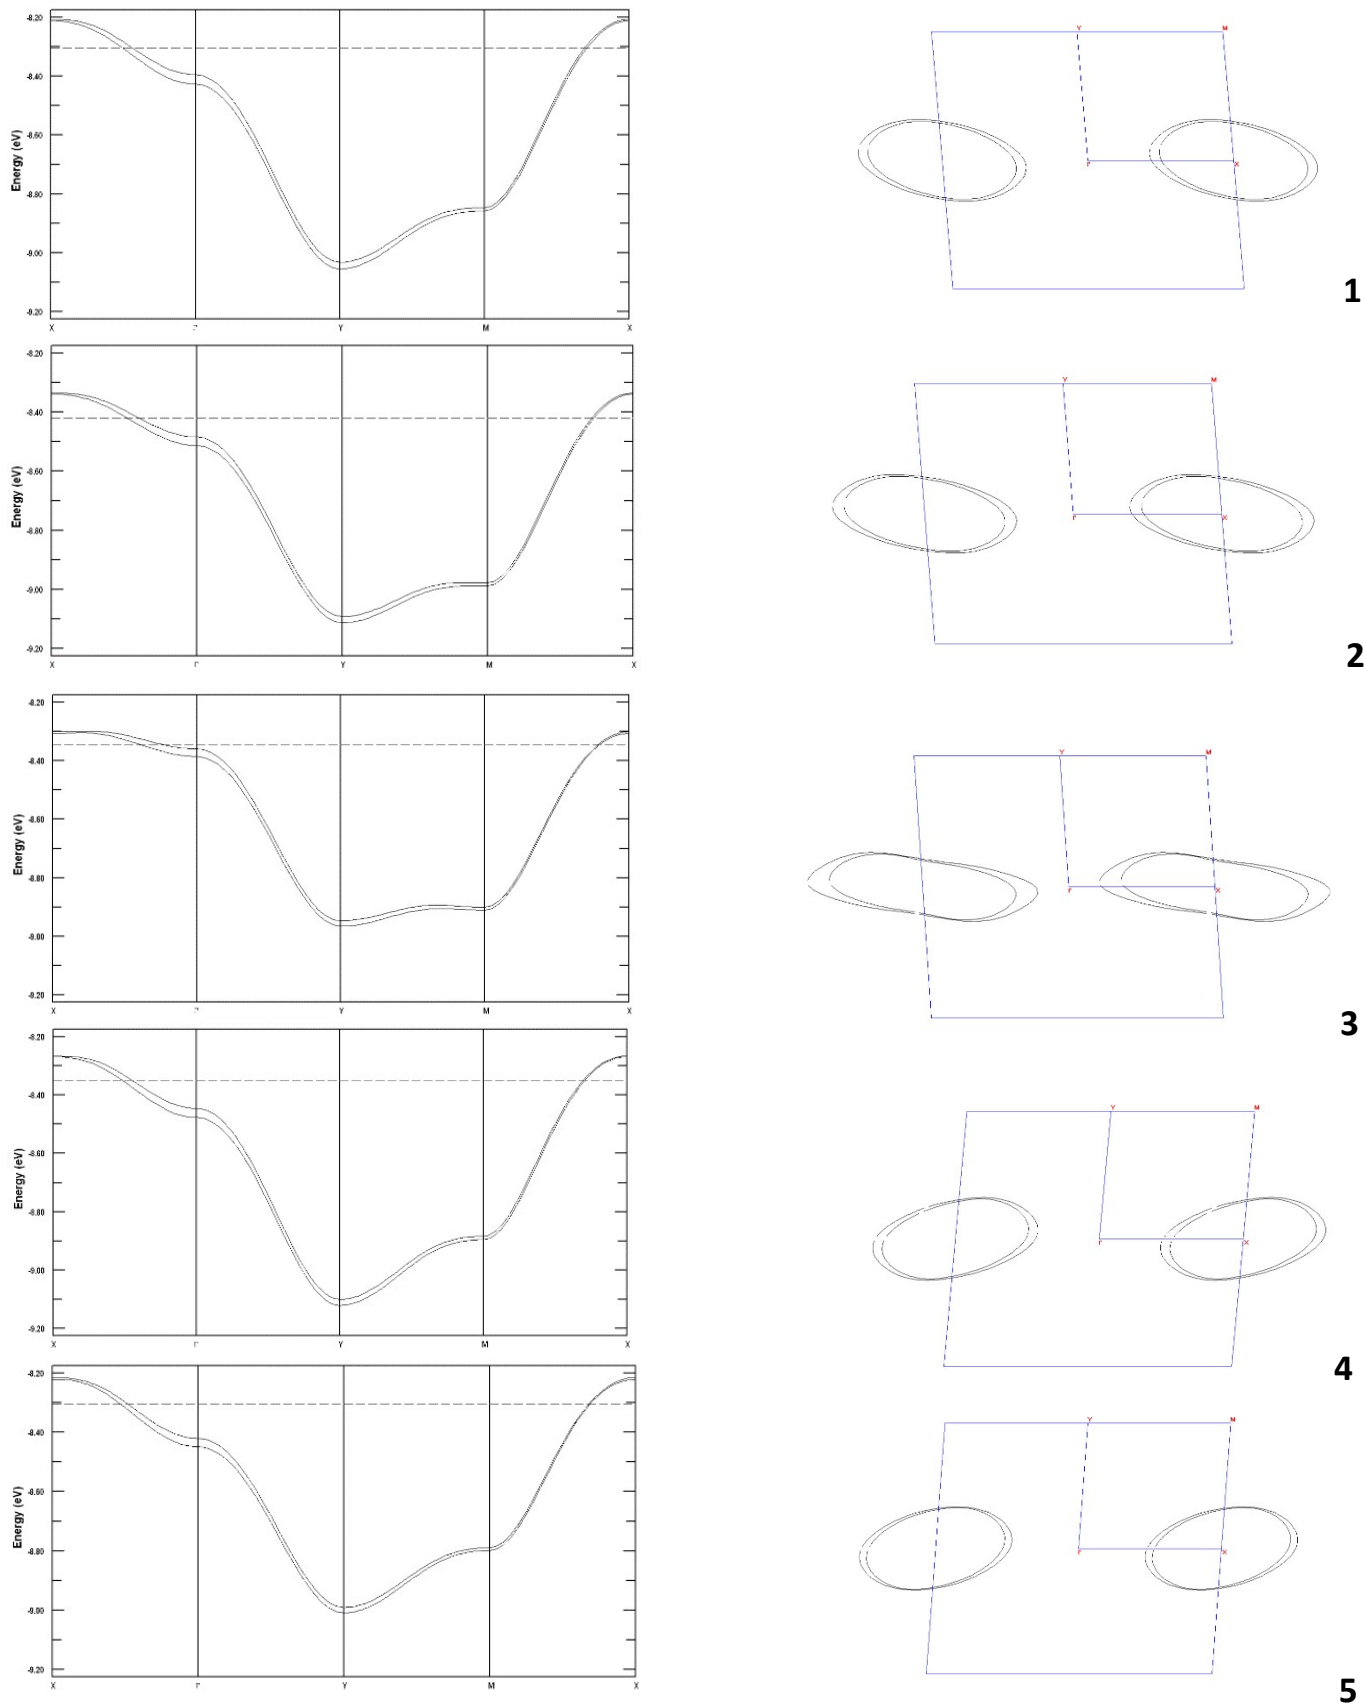 Energy (eV)
-8.20
-8.40
-8.60
-8.80
-9.00
-9.20
X Γ Y M X
Y M
Γ X
1
Energy (eV)
-8.20
-8.40
-8.60
-8.80
-9.00
-9.20
X Γ Y M X
Y M
Γ X
2
Energy (eV)
-8.20
-8.40
-8.60
-8.80
-9.00
-9.20
X Γ Y M X
Y M
Γ X
3
Energy (eV)
-8.20
-8.40
-8.60
-8.80
-9.00
-9.20
X Γ Y M X
Y M
Γ X
4
Energy (eV)
-8.20
-8.40
-8.60
-8.80
-9.00
-9.20
X Γ Y M X
Y M
Γ X
5